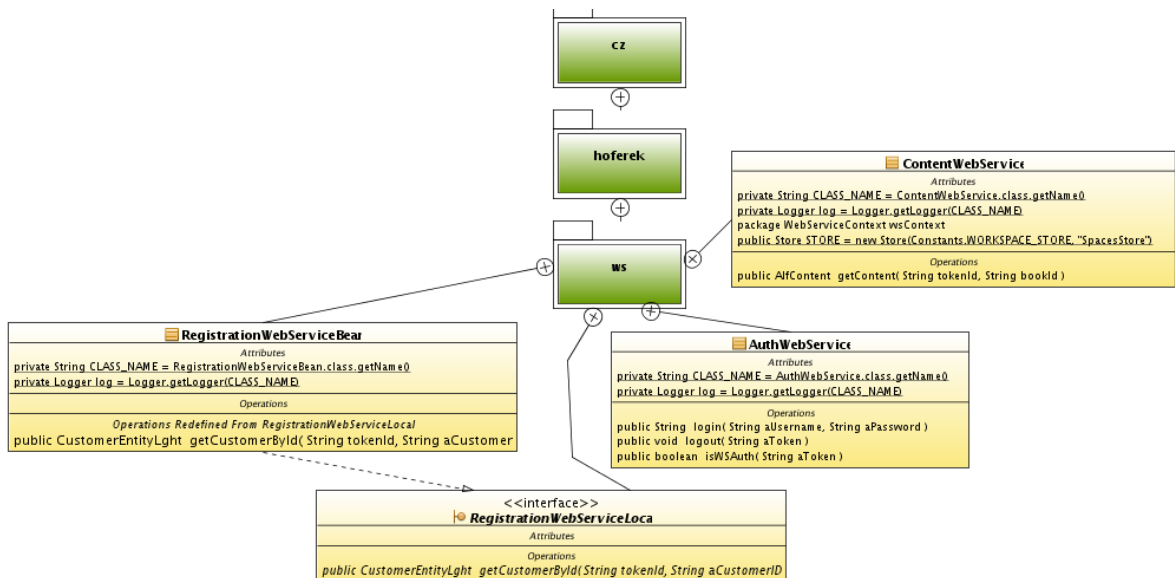 cz
hoferek
ws
ContentWebService
Attributes
private String CLASS_NAME = ContentWebService.class.getName()
private Logger log = Logger.getLogger(CLASS_NAME)
package WebServiceContext wsContext
public Store STORE = new Store(Constants.WORKSPACE_STORE, "SpacesStore")
Operations
public AlfContent getContent( String tokenId, String bookId )
RegistrationWebServiceBean
Attributes
private String CLASS_NAME = RegistrationWebServiceBean.class.getName()
private Logger log = Logger.getLogger(CLASS_NAME)
Operations
Operations Redefined From RegistrationWebServiceLocal
public CustomerEntityLght getCustomerById( String tokenId, String aCustomer
AuthWebService
Attributes
private String CLASS_NAME = AuthWebService.class.getName()
private Logger log = Logger.getLogger(CLASS_NAME)
Operations
public String login( String aUsername, String aPassword )
public void logout( String aToken )
public boolean isWSAuth( String aToken )
<<interface>>
RegistrationWebServiceLoca
Attributes
Operations
public CustomerEntityLght getCustomerById( String tokenId, String aCustomerID